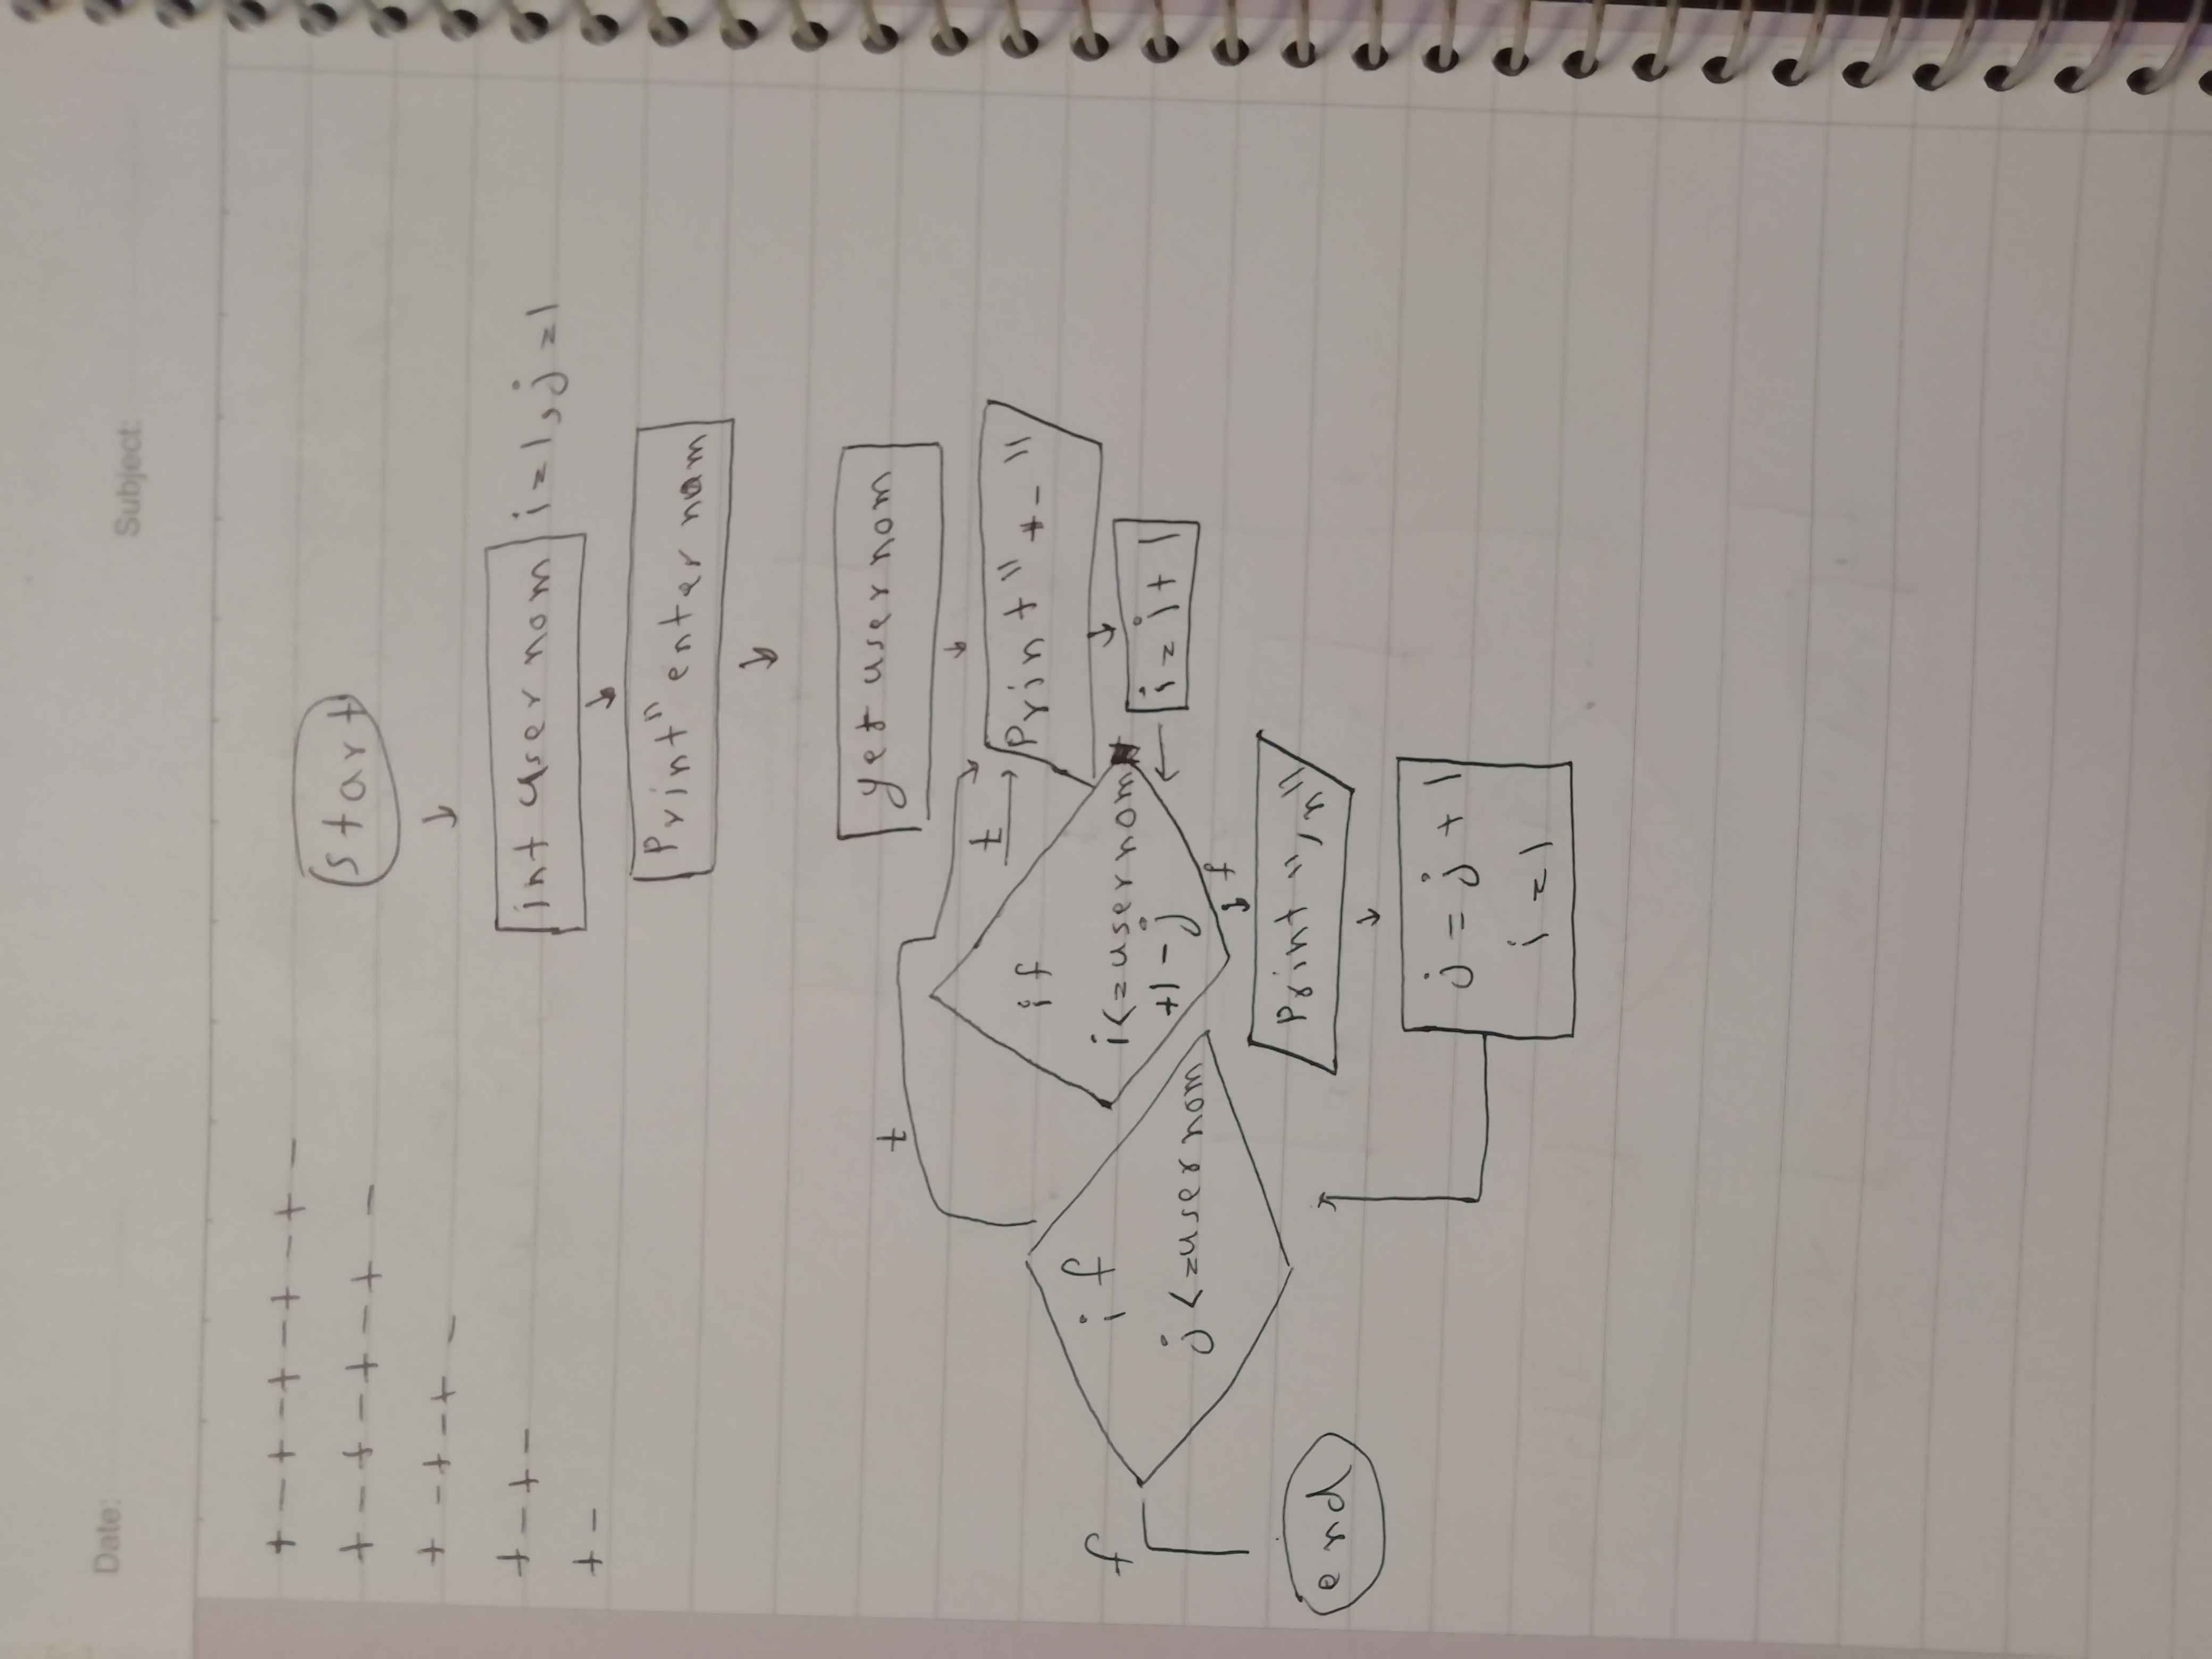 Date:
Subject:
+-+-+-+-+-
+-+-+-+-
+-+-+-
+-+-
+-
Start
int user nom i=1,j=1
Print" enter nam
get user nom
Print" +- "
t
i=i+1
t
if
i<=user nom
+1-j
f
Print "/n"
j=j+1
i=1
if
j<=user nom
f
end